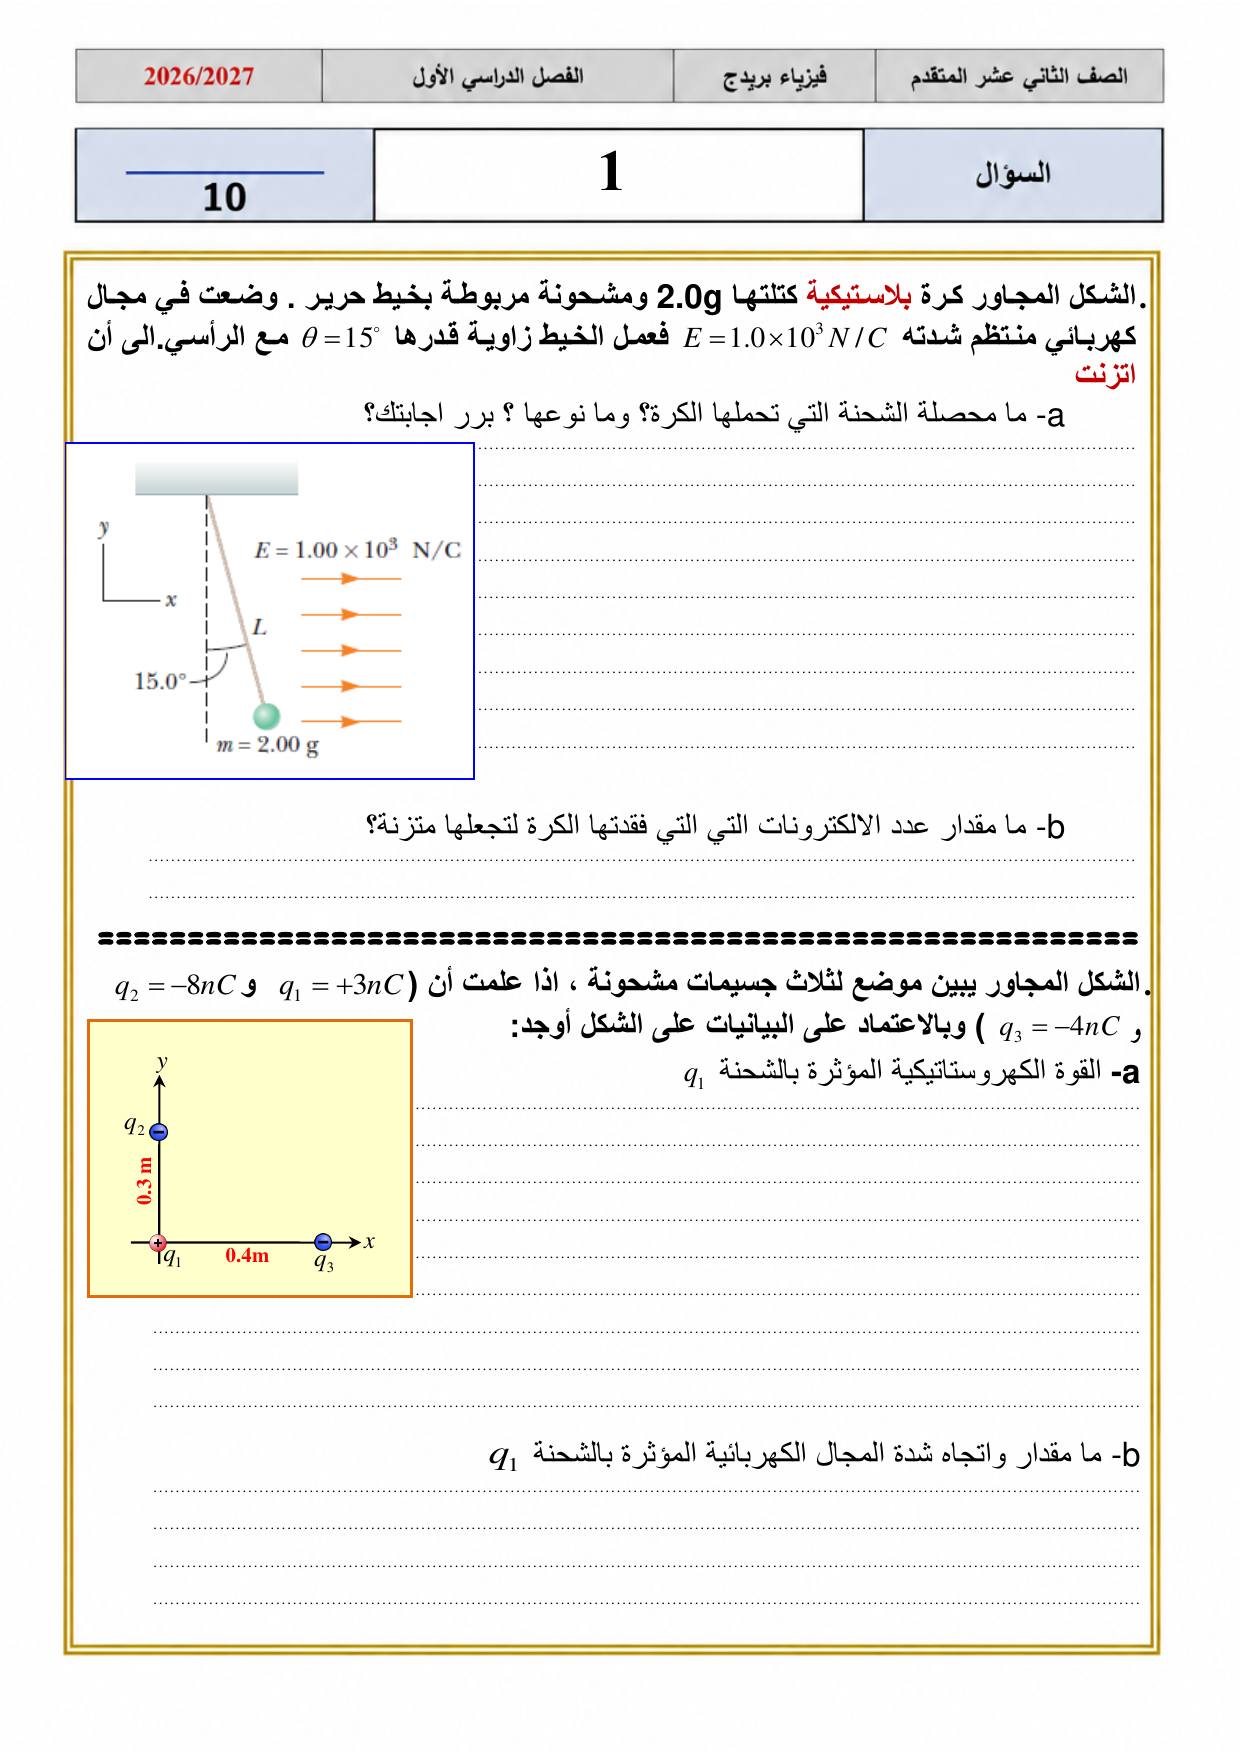 الصف الثاني عشر المتقدم فيزياء بريدج الفصل الدراسي الأول 2026/2027
السؤال 1 10
.الشكل المجاور كرة بلاستيكية كتلتها 2.0g ومشحونة مربوطة بخيط حرير . وضعت في مجال
كهربائي منتظم شدته E = 1.0×10³ N / C فعمل الخيط زاوية قدرها θ = 15° مع الرأسي.الى أن
اتزنت
a- ما محصلة الشحنة التي تحملها الكرة؟ وما نوعها ؟ برر اجابتك؟
y
E = 1.00 × 10³ N/C
x
L
15.0°
m = 2.00 g
b- ما مقدار عدد الالكترونات التي التي فقدتها الكرة لتجعلها متزنة؟
==========================================================
.الشكل المجاور يبين موضع لثلاث جسيمات مشحونة ، اذا علمت أن (q₁ = +3nC و q₂ = −8nC
و q₃ = −4nC ) وبالاعتماد على البيانيات على الشكل أوجد:
a- القوة الكهروستاتيكية المؤثرة بالشحنة q₁
y
q₂
0.3 m
x
q₁ 0.4m q₃
b- ما مقدار واتجاه شدة المجال الكهربائية المؤثرة بالشحنة q₁